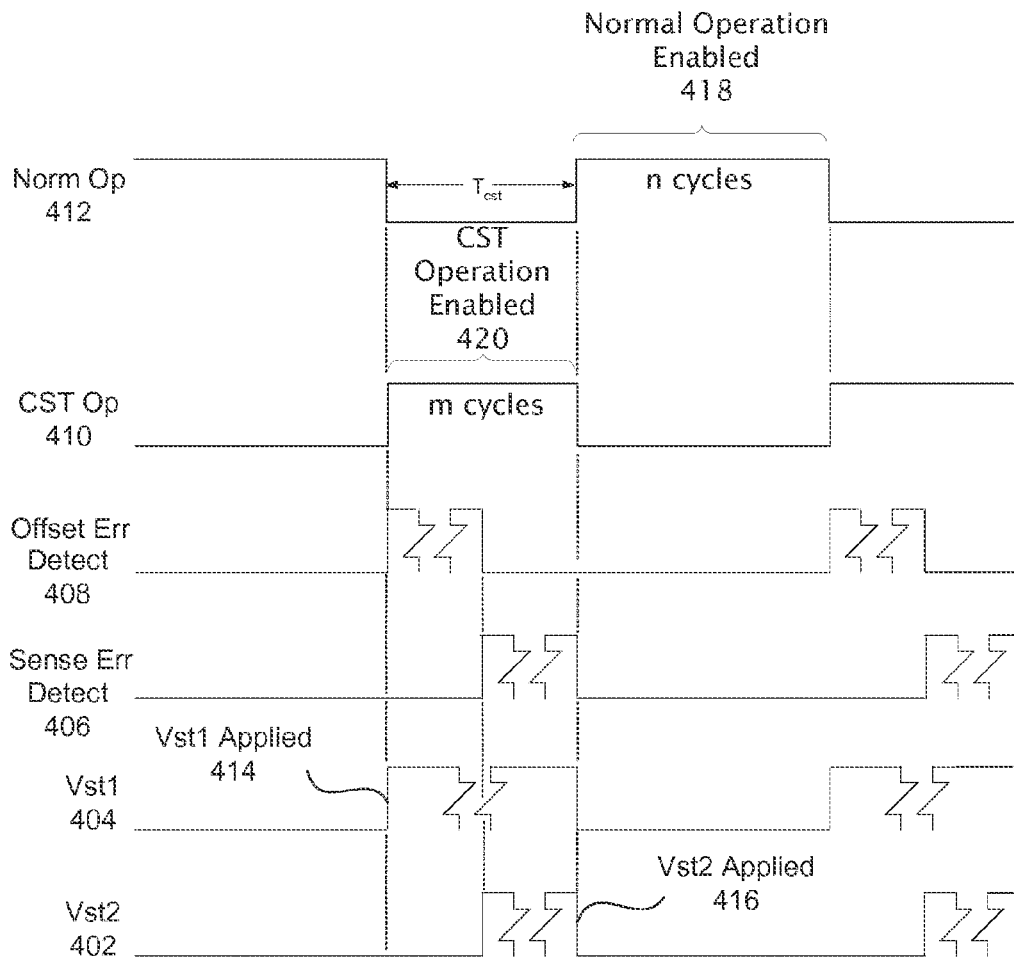 Normal Operation
Enabled
418
Norm Op
412
Tcst
n cycles
CST
Operation
Enabled
420
CST Op
410
m cycles
Offset Err
Detect
408
Sense Err
Detect
406
Vst1 Applied
414
Vst1
404
Vst2 Applied
416
Vst2
402